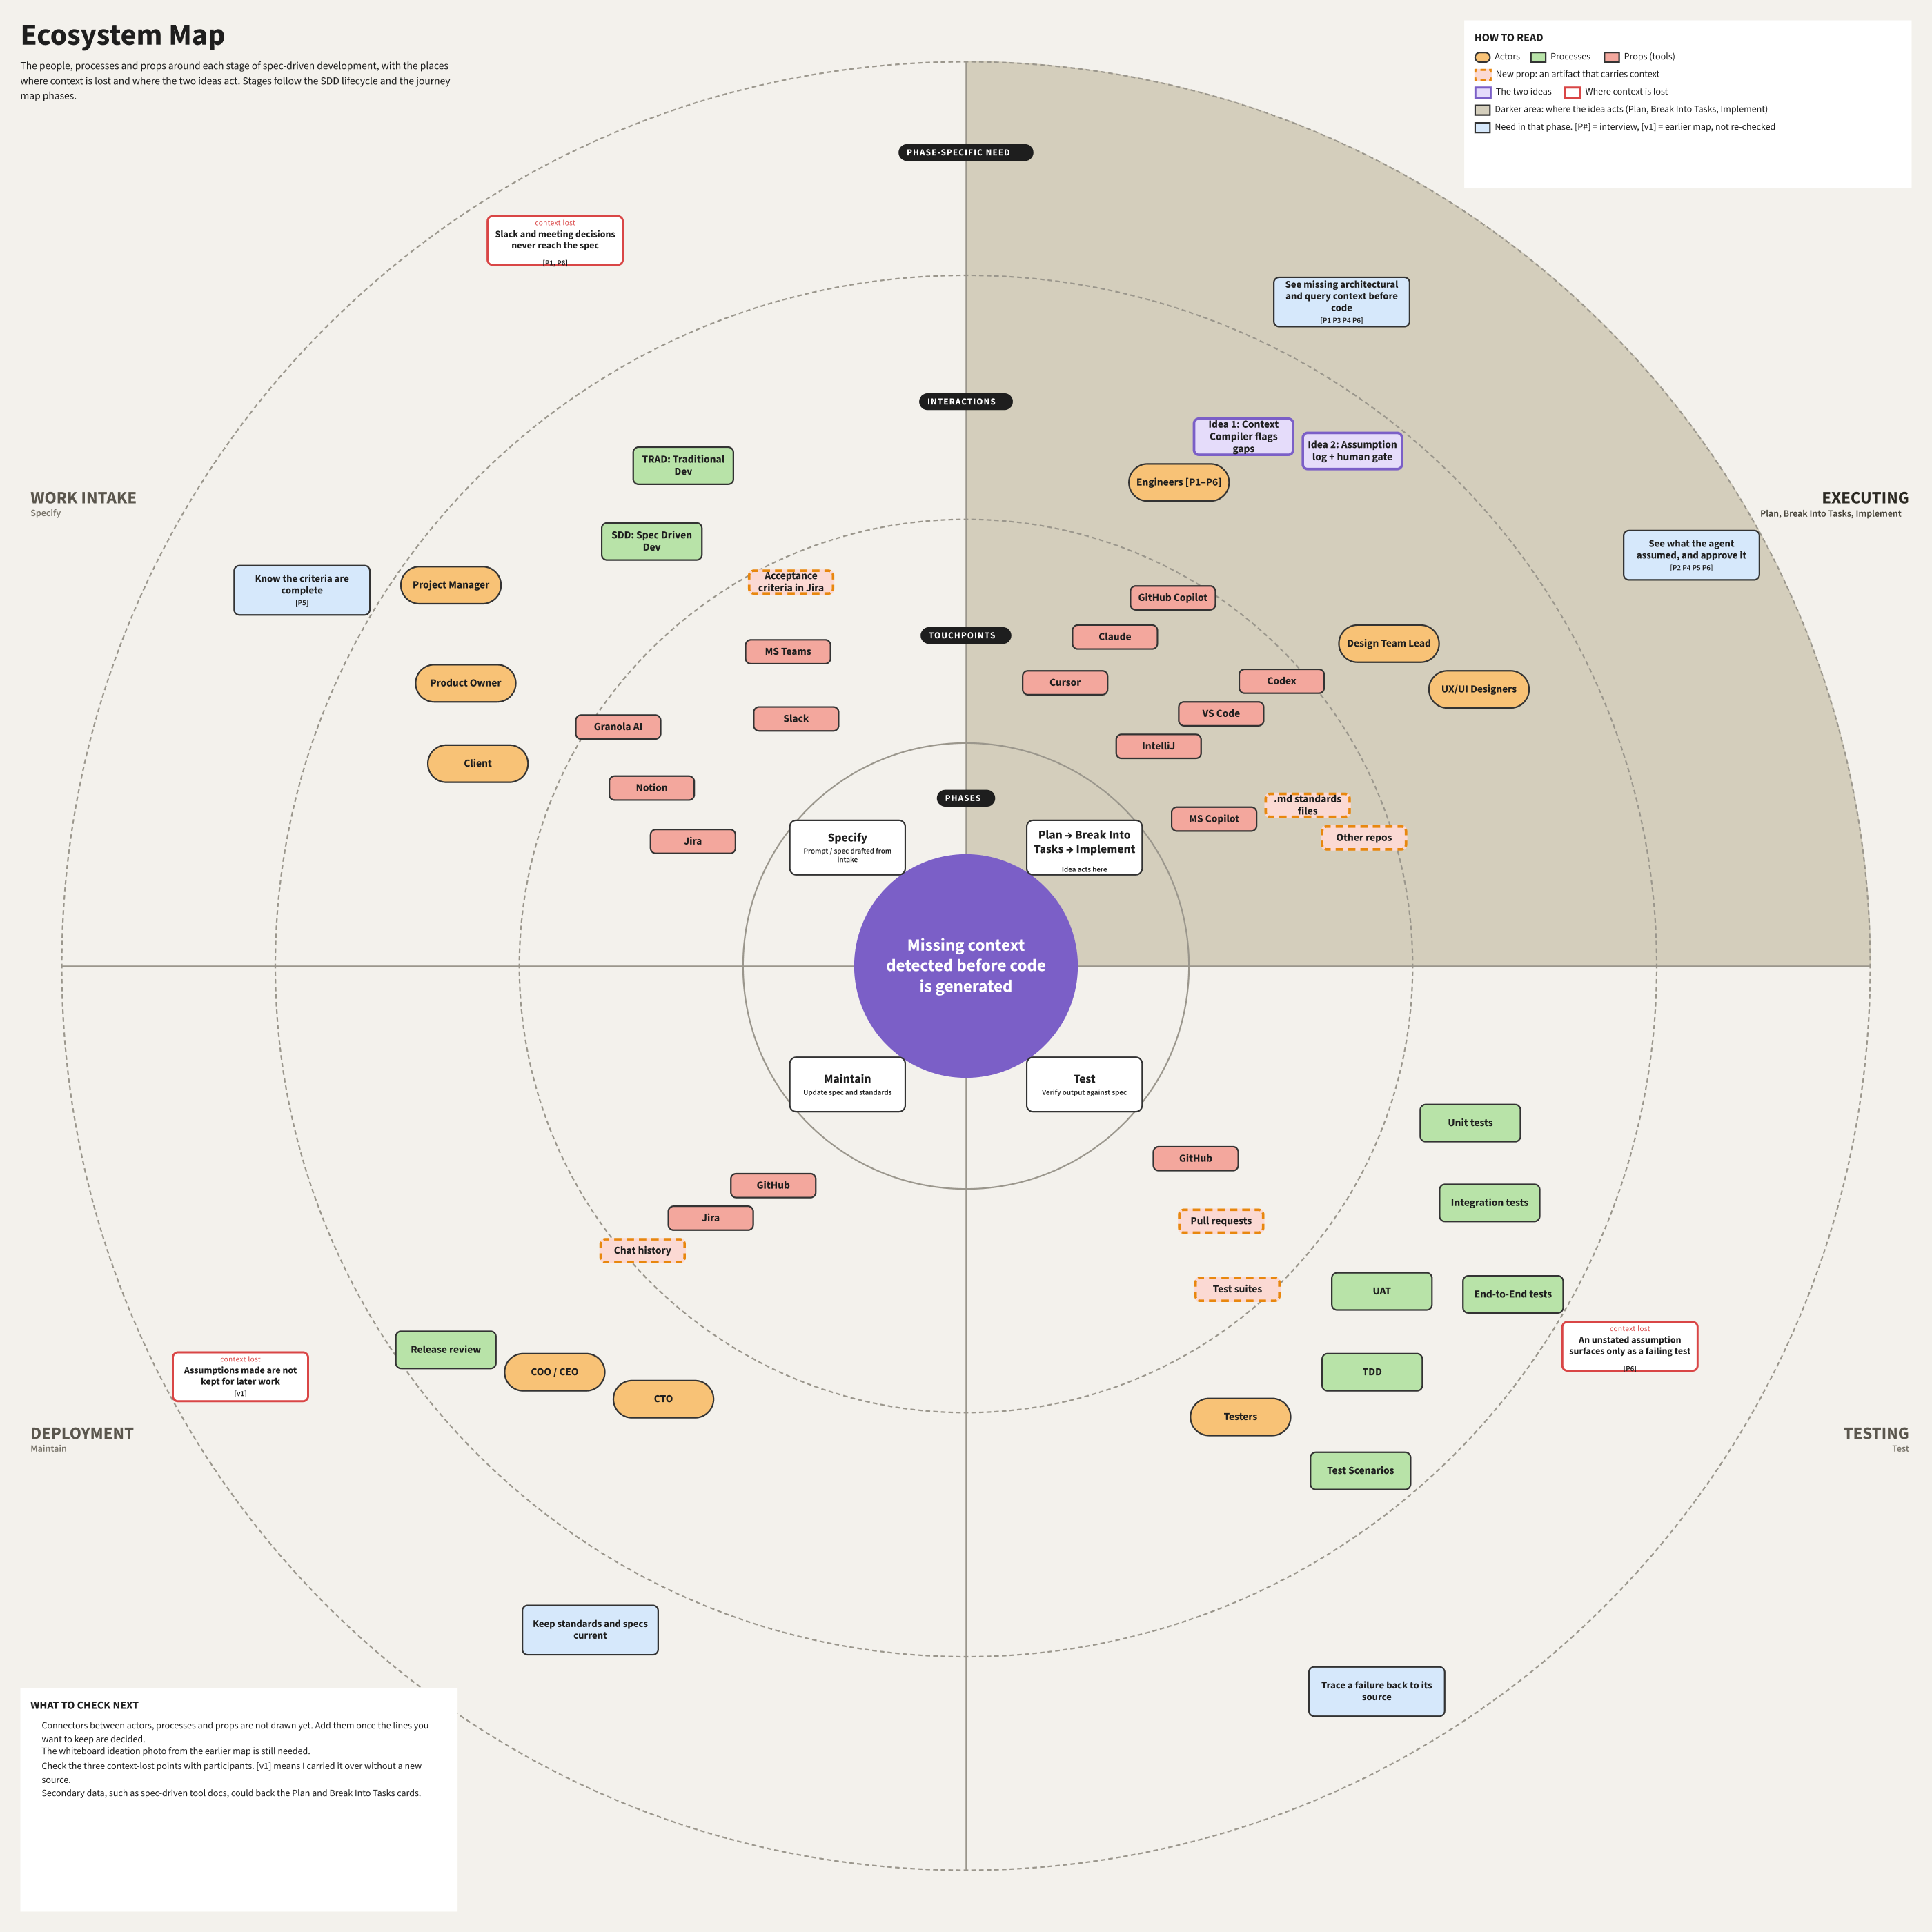 Ecosystem Map
The people, processes and props around each stage of spec-driven development, with the places
where context is lost and where the two ideas act. Stages follow the SDD lifecycle and the journey
map phases.
HOW TO READ
Actors
Processes
Props (tools)
New prop: an artifact that carries context
The two ideas
Where context is lost
Darker area: where the idea acts (Plan, Break Into Tasks, Implement)
Need in that phase. [P#] = interview, [v1] = earlier map, not re-checked
PHASE-SPECIFIC NEED
context lost
Slack and meeting decisions
never reach the spec
[P1, P6]
See missing architectural
and query context before
code
[P1 P3 P4 P6]
INTERACTIONS
Idea 1: Context
Compiler flags
gaps
Idea 2: Assumption
log + human gate
TRAD: Traditional
Dev
Engineers [P1–P6]
WORK INTAKE
Specify
EXECUTING
Plan, Break Into Tasks, Implement
SDD: Spec Driven
Dev
See what the agent
assumed, and approve it
[P2 P4 P5 P6]
Know the criteria are
complete
[P5]
Project Manager
Acceptance
criteria in Jira
GitHub Copilot
TOUCHPOINTS
Claude
Design Team Lead
MS Teams
Product Owner
Cursor
Codex
UX/UI Designers
Granola AI
Slack
VS Code
IntelliJ
Client
Notion
PHASES
.md standards
files
MS Copilot
Other repos
Jira
Specify
Prompt / spec drafted from
intake
Plan → Break Into
Tasks → Implement
Idea acts here
Missing context
detected before code
is generated
Maintain
Update spec and standards
Test
Verify output against spec
Unit tests
GitHub
GitHub
Integration tests
Jira
Pull requests
Chat history
Test suites
UAT
End-to-End tests
context lost
An unstated assumption
surfaces only as a failing test
[P6]
Release review
context lost
Assumptions made are not
kept for later work
[v1]
COO / CEO
TDD
CTO
Testers
DEPLOYMENT
Maintain
TESTING
Test
Test Scenarios
Keep standards and specs
current
Trace a failure back to its
source
WHAT TO CHECK NEXT
Connectors between actors, processes and props are not drawn yet. Add them once the lines you
want to keep are decided.
The whiteboard ideation photo from the earlier map is still needed.
Check the three context-lost points with participants. [v1] means I carried it over without a new
source.
Secondary data, such as spec-driven tool docs, could back the Plan and Break Into Tasks cards.